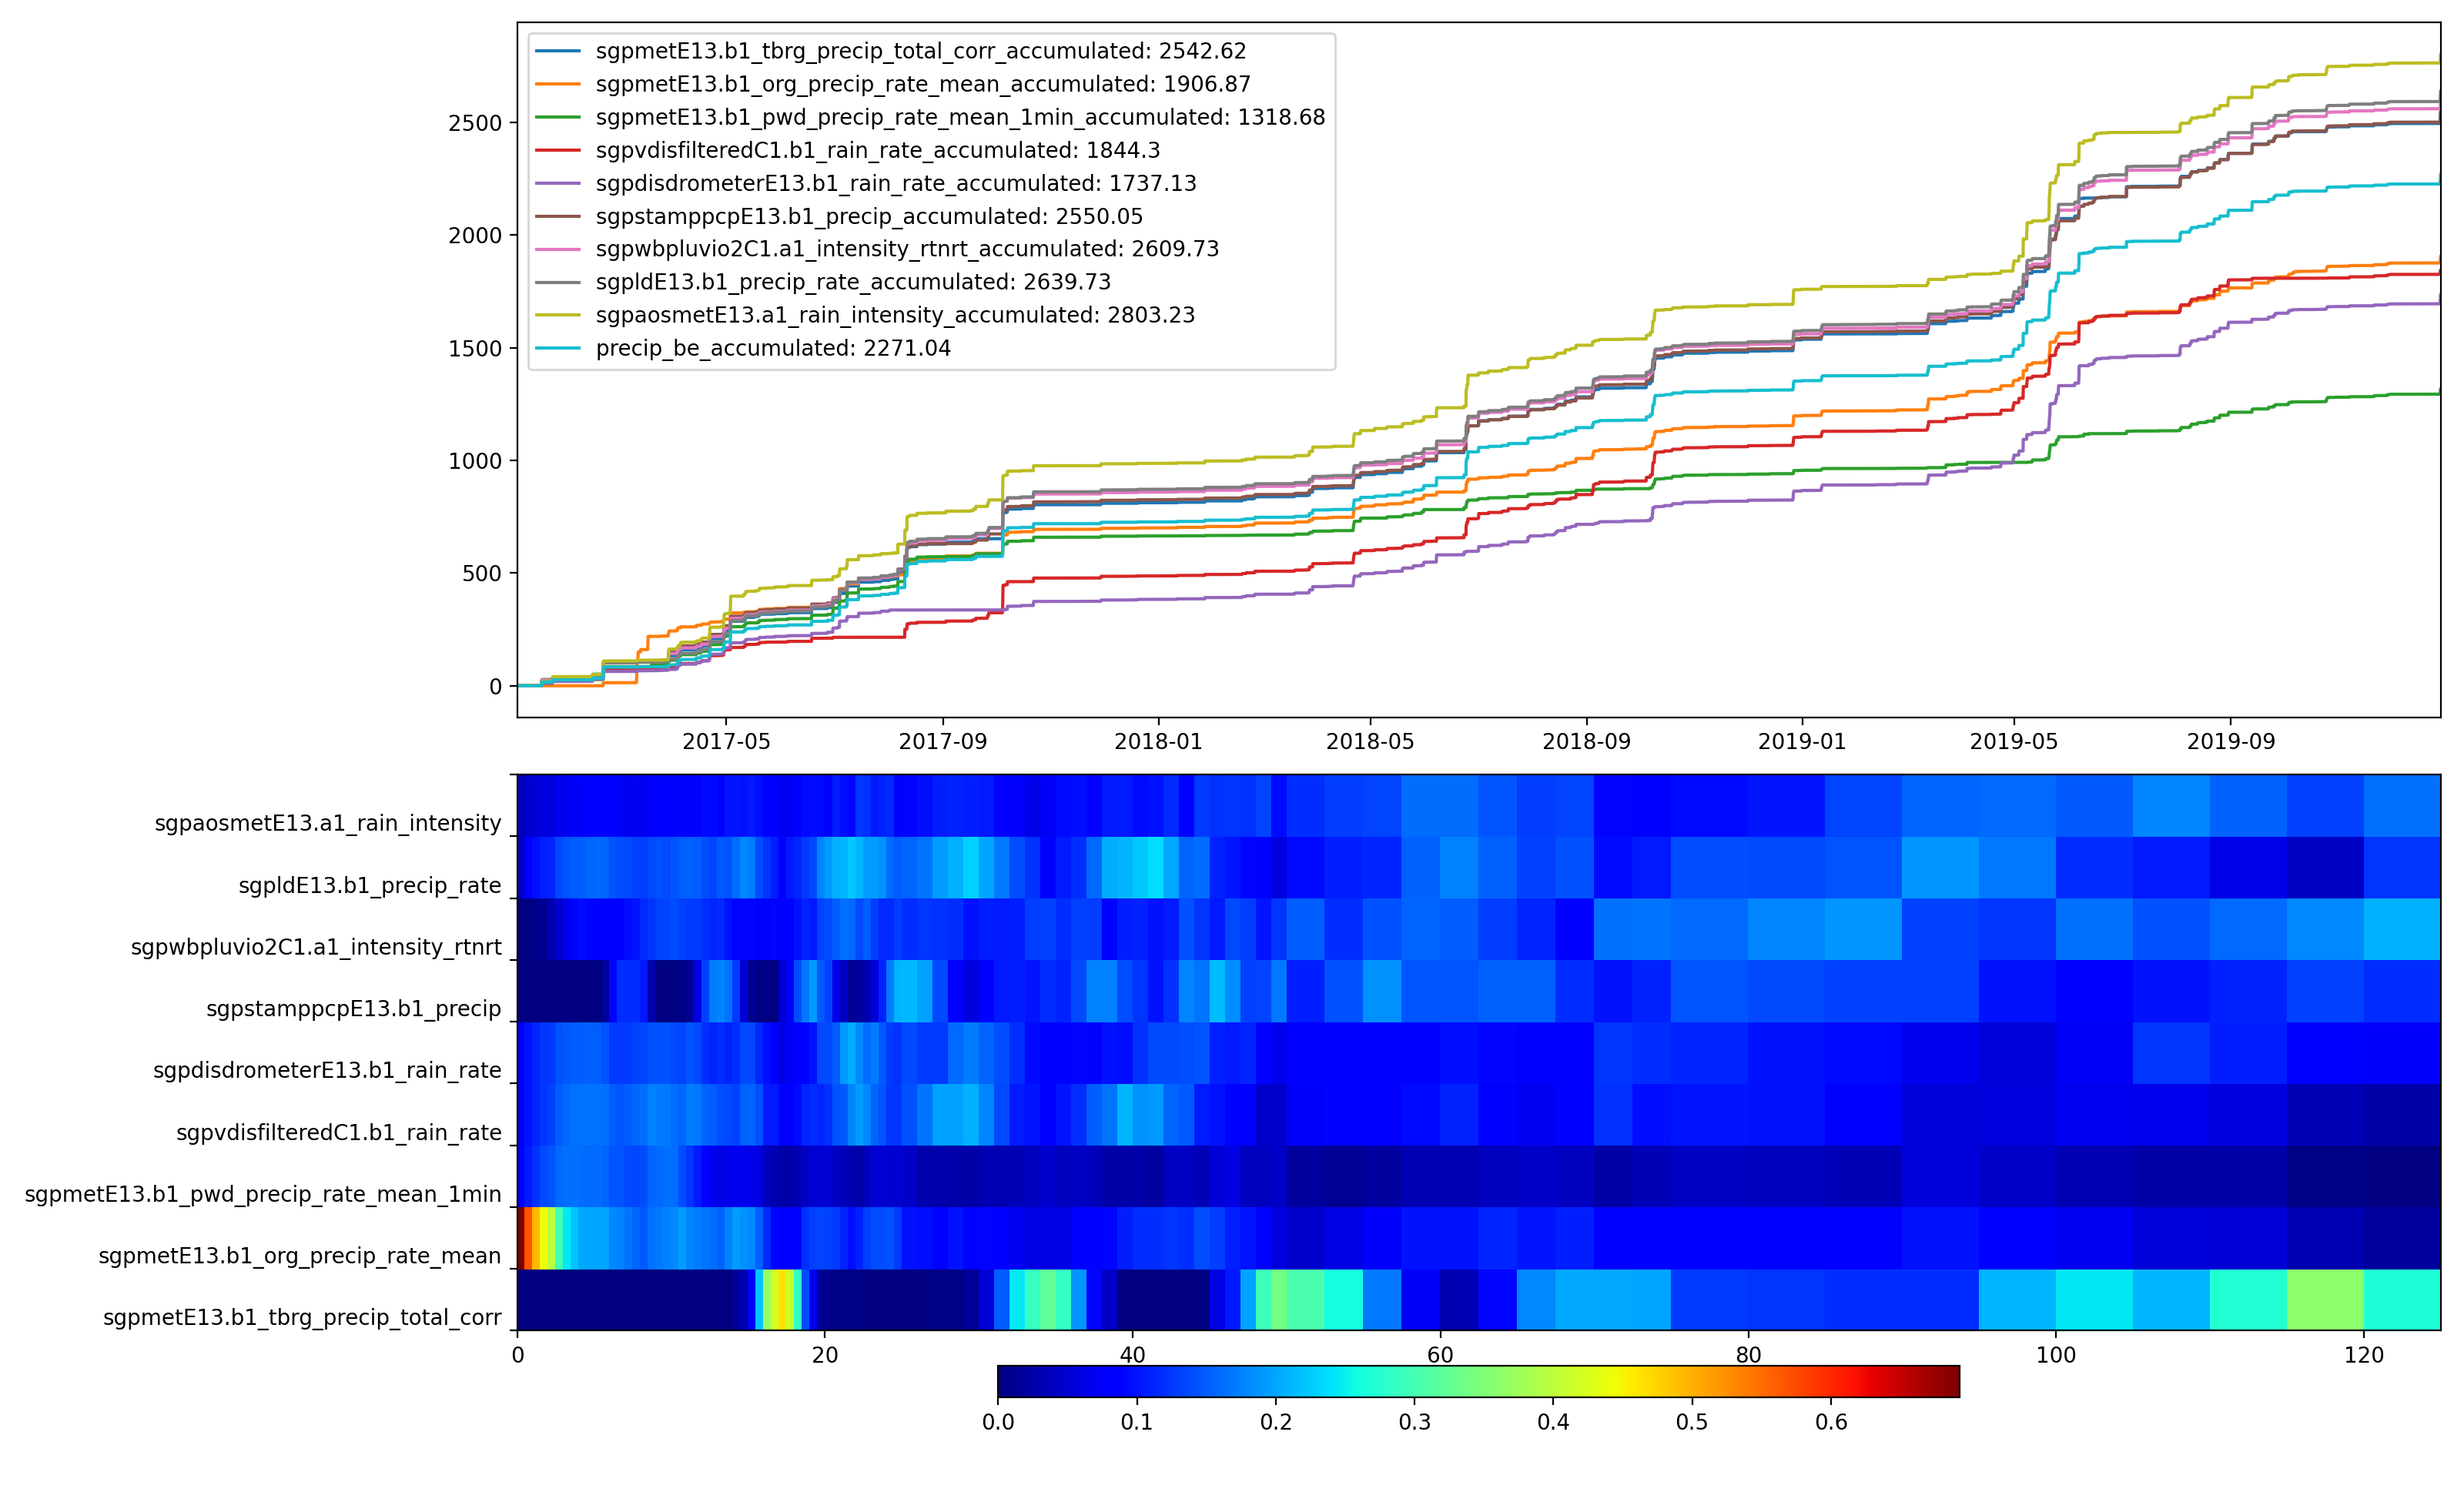 sgpmetE13.b1_tbrg_precip_total_corr_accumulated: 2542.62
sgpmetE13.b1_org_precip_rate_mean_accumulated: 1906.87
sgpmetE13.b1_pwd_precip_rate_mean_1min_accumulated: 1318.68
sgpvdisfilteredC1.b1_rain_rate_accumulated: 1844.3
sgpdisdrometerE13.b1_rain_rate_accumulated: 1737.13
sgpstamppcpE13.b1_precip_accumulated: 2550.05
sgpwbpluvio2C1.a1_intensity_rtnrt_accumulated: 2609.73
sgpldE13.b1_precip_rate_accumulated: 2639.73
sgpaosmetE13.a1_rain_intensity_accumulated: 2803.23
precip_be_accumulated: 2271.04
2500
2000
1500
1000
500
0
2017-05 2017-09 2018-01 2018-05 2018-09 2019-01 2019-05 2019-09
sgpaosmetE13.a1_rain_intensity
sgpldE13.b1_precip_rate
sgpwbpluvio2C1.a1_intensity_rtnrt
sgpstamppcpE13.b1_precip
sgpdisdrometerE13.b1_rain_rate
sgpvdisfilteredC1.b1_rain_rate
sgpmetE13.b1_pwd_precip_rate_mean_1min
sgpmetE13.b1_org_precip_rate_mean
sgpmetE13.b1_tbrg_precip_total_corr
0 20 40 60 80 100 120
0.0 0.1 0.2 0.3 0.4 0.5 0.6